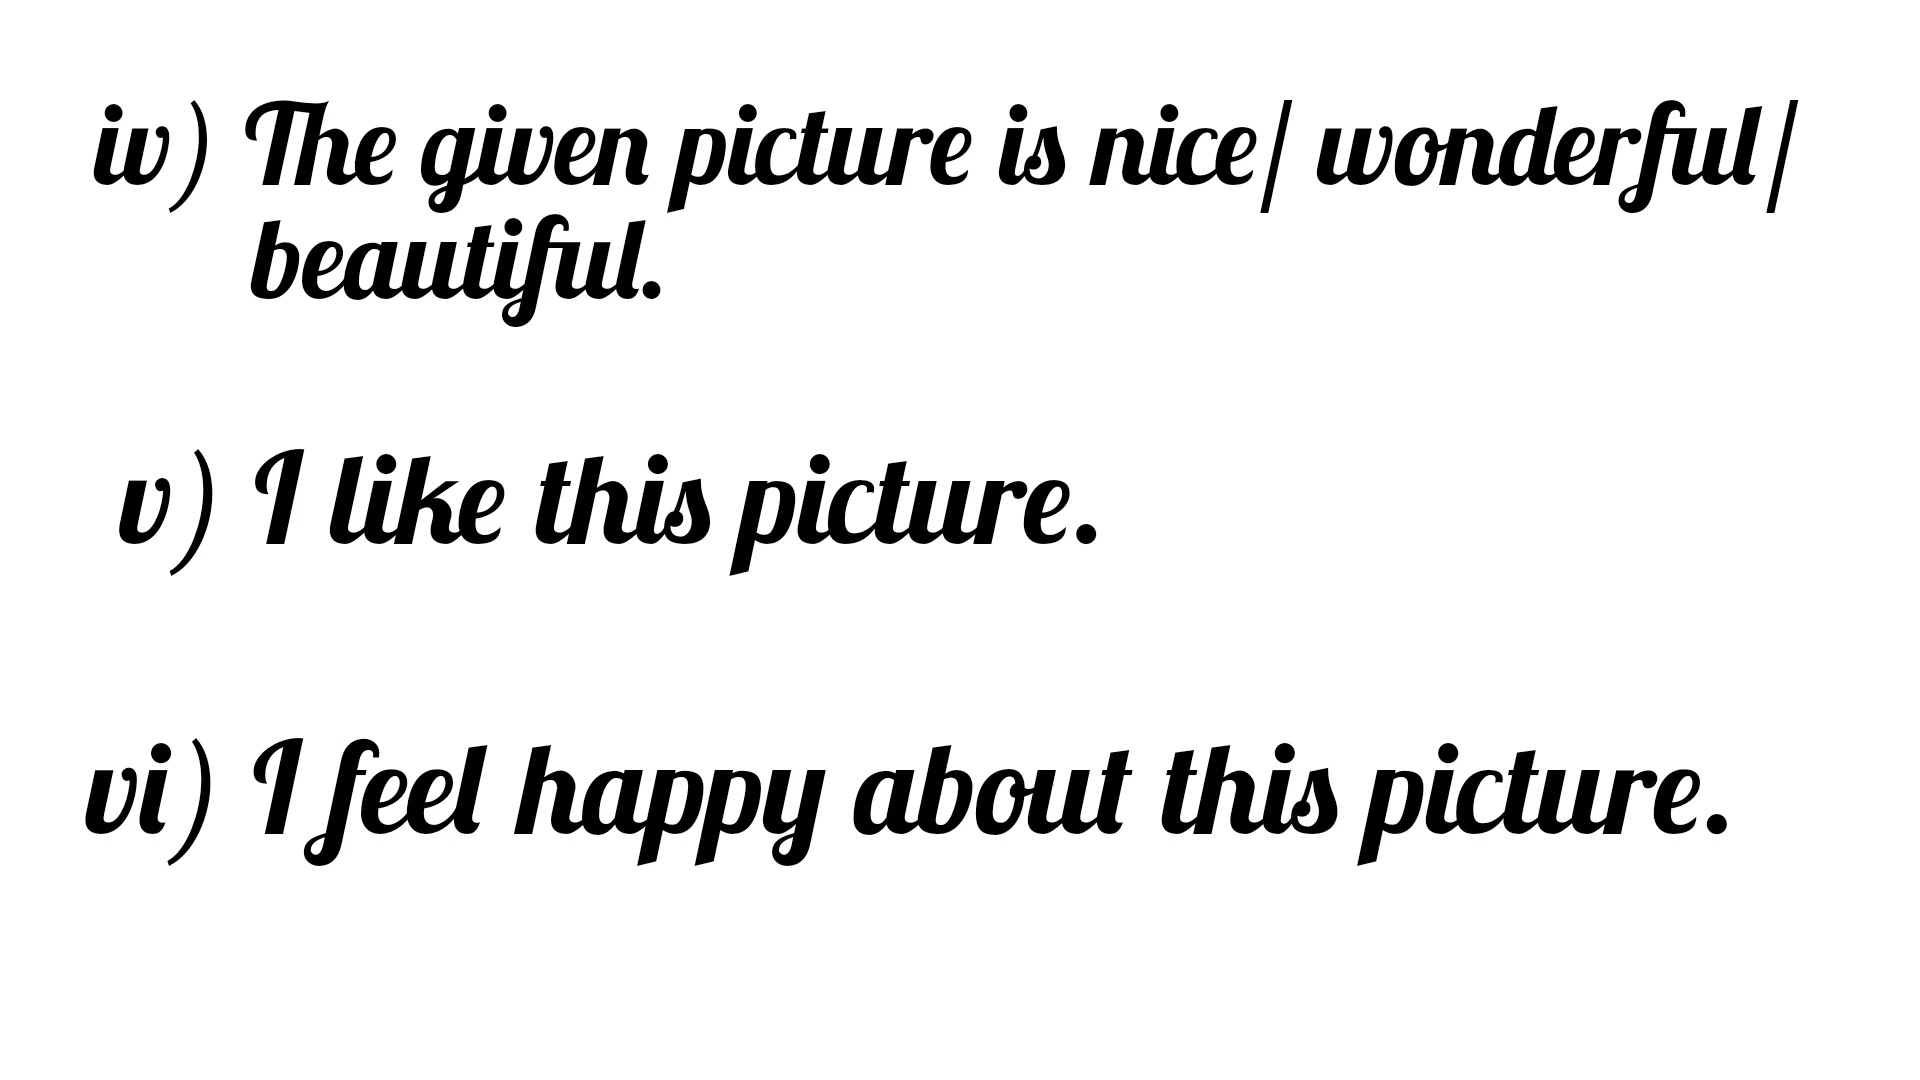 iv) The given picture is nice/ wonderful/
beautiful.
v) I like this picture.
vi) I feel happy about this picture.